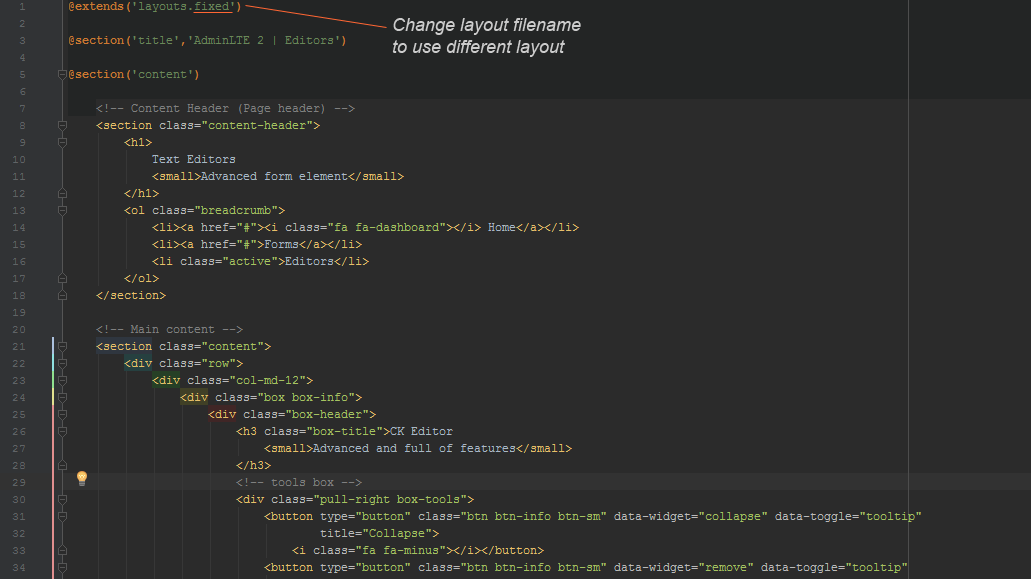 1 @extends('layouts.fixed')
Change layout filename
to use different layout
2
3 @section('title','AdminLTE 2 | Editors')
4
5 @section('content')
6
7 <!-- Content Header (Page header) -->
8 <section class="content-header">
9 <h1>
10 Text Editors
11 <small>Advanced form element</small>
12 </h1>
13 <ol class="breadcrumb">
14 <li><a href="#"><i class="fa fa-dashboard"></i> Home</a></li>
15 <li><a href="#">Forms</a></li>
16 <li class="active">Editors</li>
17 </ol>
18 </section>
19
20 <!-- Main content -->
21 <section class="content">
22 <div class="row">
23 <div class="col-md-12">
24 <div class="box box-info">
25 <div class="box-header">
26 <h3 class="box-title">CK Editor
27 <small>Advanced and full of features</small>
28 </h3>
29 <!-- tools box -->
30 <div class="pull-right box-tools">
31 <button type="button" class="btn btn-info btn-sm" data-widget="collapse" data-toggle="tooltip"
32 title="Collapse">
33 <i class="fa fa-minus"></i></button>
34 <button type="button" class="btn btn-info btn-sm" data-widget="remove" data-toggle="tooltip"